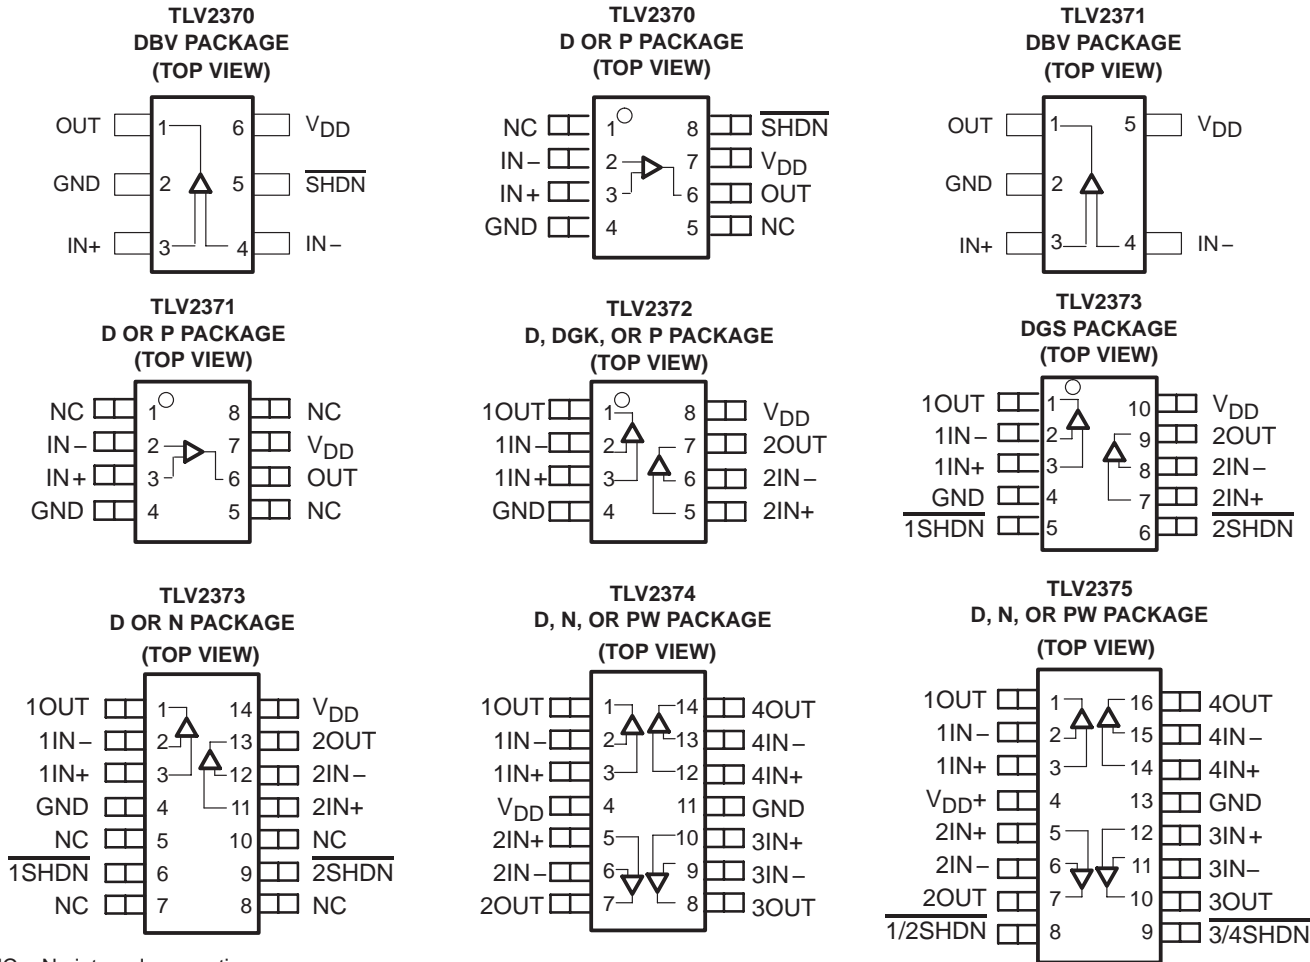 TLV2370
DBV PACKAGE
(TOP VIEW)
OUT 1 6 VDD
GND 2 5 SHDN
IN+ 3 4 IN−
TLV2370
D OR P PACKAGE
(TOP VIEW)
NC 1 8 SHDN
IN− 2 7 VDD
IN+ 3 6 OUT
GND 4 5 NC
TLV2371
DBV PACKAGE
(TOP VIEW)
OUT 1 5 VDD
GND 2
IN+ 3 4 IN−
TLV2371
D OR P PACKAGE
(TOP VIEW)
NC 1 8 NC
IN− 2 7 VDD
IN+ 3 6 OUT
GND 4 5 NC
TLV2372
D, DGK, OR P PACKAGE
(TOP VIEW)
1OUT 1 8 VDD
1IN− 2 7 2OUT
1IN+ 3 6 2IN−
GND 4 5 2IN+
TLV2373
DGS PACKAGE
(TOP VIEW)
1OUT 1 10 VDD
1IN− 2 9 2OUT
1IN+ 3 8 2IN−
GND 4 7 2IN+
1SHDN 5 6 2SHDN
TLV2373
D OR N PACKAGE
(TOP VIEW)
1OUT 1 14 VDD
1IN− 2 13 2OUT
1IN+ 3 12 2IN−
GND 4 11 2IN+
NC 5 10 NC
1SHDN 6 9 2SHDN
NC 7 8 NC
TLV2374
D, N, OR PW PACKAGE
(TOP VIEW)
1OUT 1 14 4OUT
1IN− 2 13 4IN−
1IN+ 3 12 4IN+
VDD 4 11 GND
2IN+ 5 10 3IN+
2IN− 6 9 3IN−
2OUT 7 8 3OUT
TLV2375
D, N, OR PW PACKAGE
(TOP VIEW)
1OUT 1 16 4OUT
1IN− 2 15 4IN−
1IN+ 3 14 4IN+
VDD+ 4 13 GND
2IN+ 5 12 3IN+
2IN− 6 11 3IN−
2OUT 7 10 3OUT
1/2SHDN 8 9 3/4SHDN